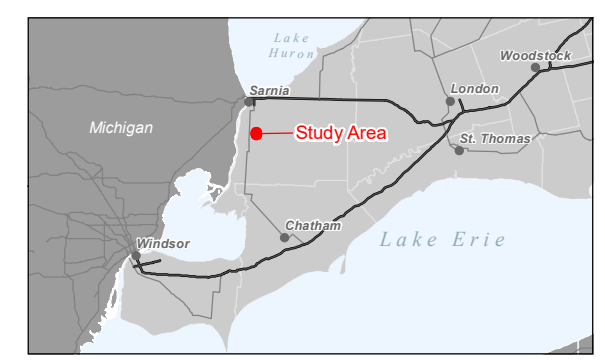 Lake
Huron
Woodstock
Sarnia
London
Michigan
Study Area
St. Thomas
Chatham
Lake Erie
Windsor